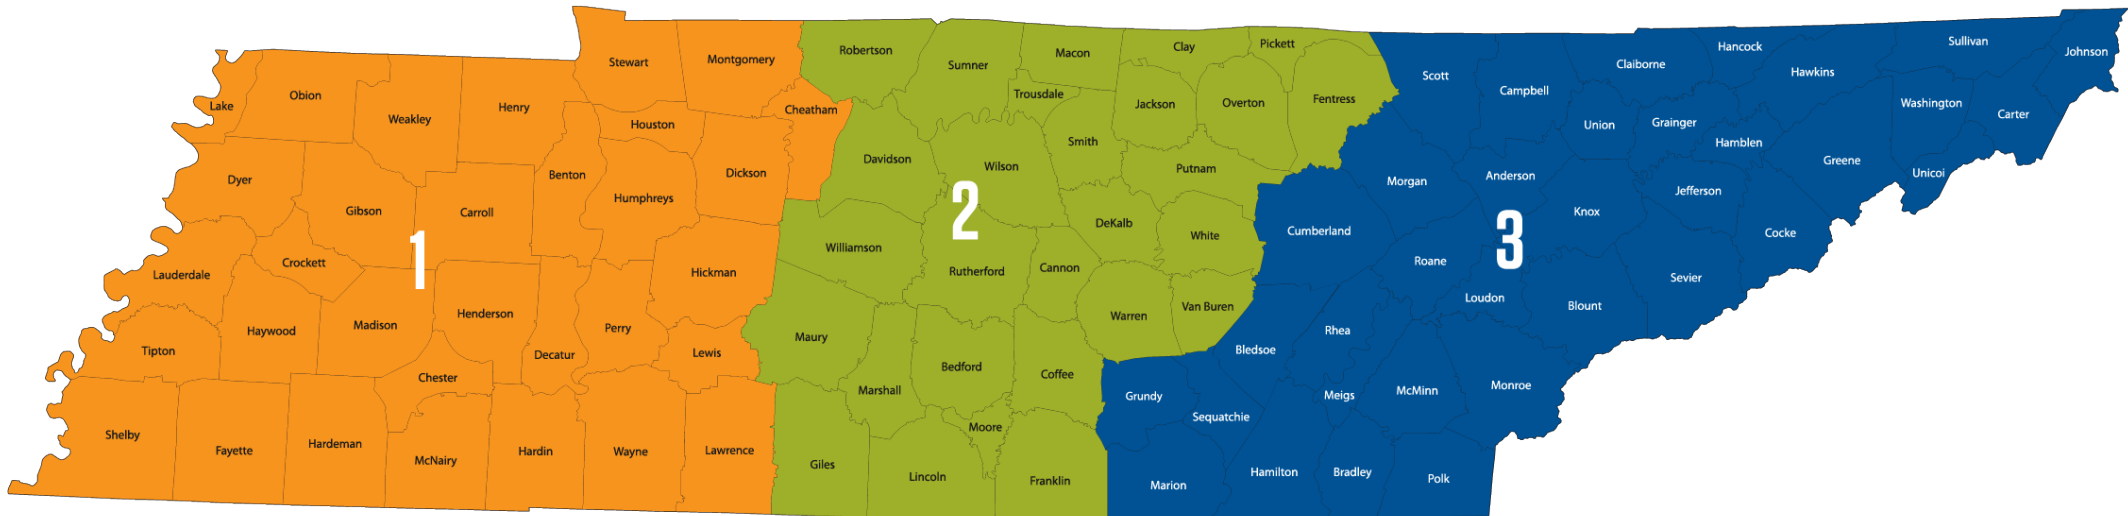 Stewart
Montgomery
Lake
Obion
Weakley
Henry
Houston
Cheatham
Dyer
Gibson
Carroll
Benton
Humphreys
Dickson
Lauderdale
Crockett
1
Hickman
Tipton
Haywood
Madison
Henderson
Decatur
Perry
Lewis
Chester
Shelby
Fayette
Hardeman
McNairy
Hardin
Wayne
Lawrence
Robertson
Sumner
Macon
Clay
Pickett
Trousdale
Jackson
Overton
Fentress
Davidson
Wilson
Smith
Putnam
2
DeKalb
White
Williamson
Rutherford
Cannon
Warren
Van Buren
Maury
Marshall
Bedford
Coffee
Moore
Giles
Lincoln
Franklin
Scott
Campbell
Claiborne
Hancock
Hawkins
Sullivan
Johnson
Union
Grainger
Hamblen
Washington
Carter
Greene
Unicoi
Morgan
Anderson
Knox
Jefferson
Cocke
Cumberland
Roane
3
Loudon
Blount
Sevier
Rhea
Bledsoe
Grundy
Sequatchie
Meigs
McMinn
Monroe
Marion
Hamilton
Bradley
Polk